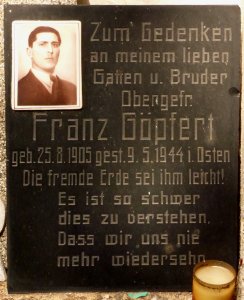 Zum Gedenken
an meinem lieben
Gatten u. Bruder
Obergefr.
Franz Göpfert
geb. 25.8.1905 gest. 9.5.1944 i. Osten
Die fremde Erde sei ihm leicht!
Es ist so schwer
dies zu verstehen.
Dass wir uns nie
mehr wiedersehn.